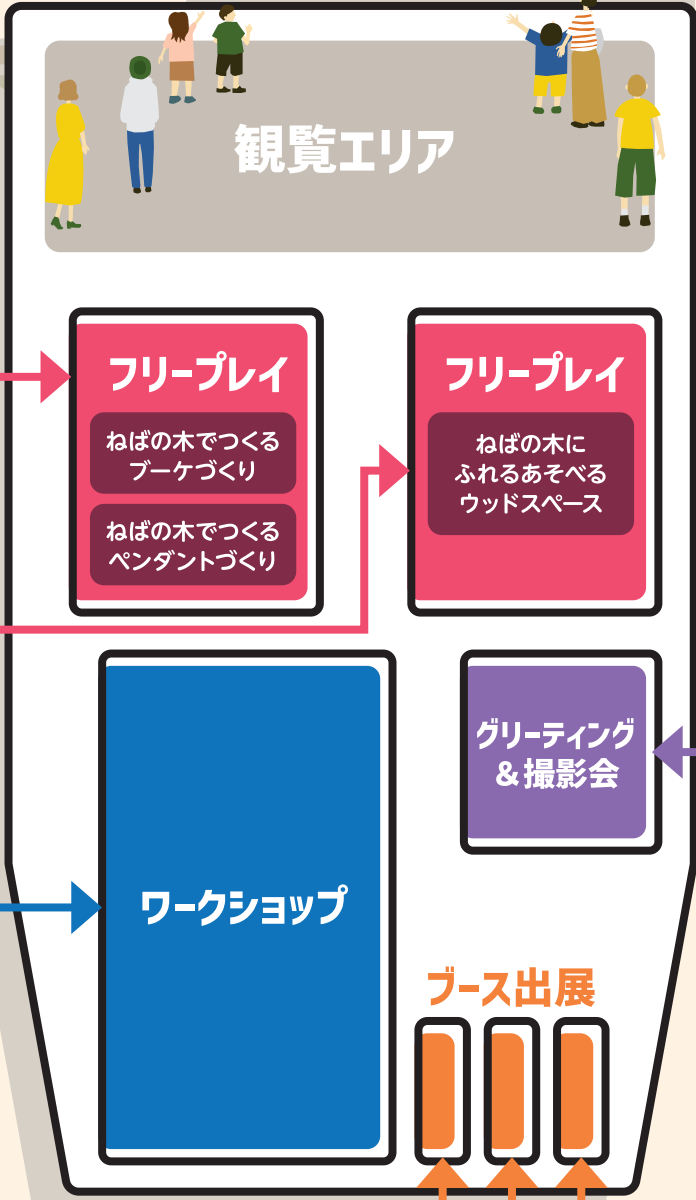 観覧エリア
フリープレイ
ねばの木でつくる
ブーケづくり
ねばの木でつくる
ペンダントづくり
フリープレイ
ねばの木に
ふれるあそべる
ウッドスペース
グリーティング
&撮影会
ワークショップ
ブース出展